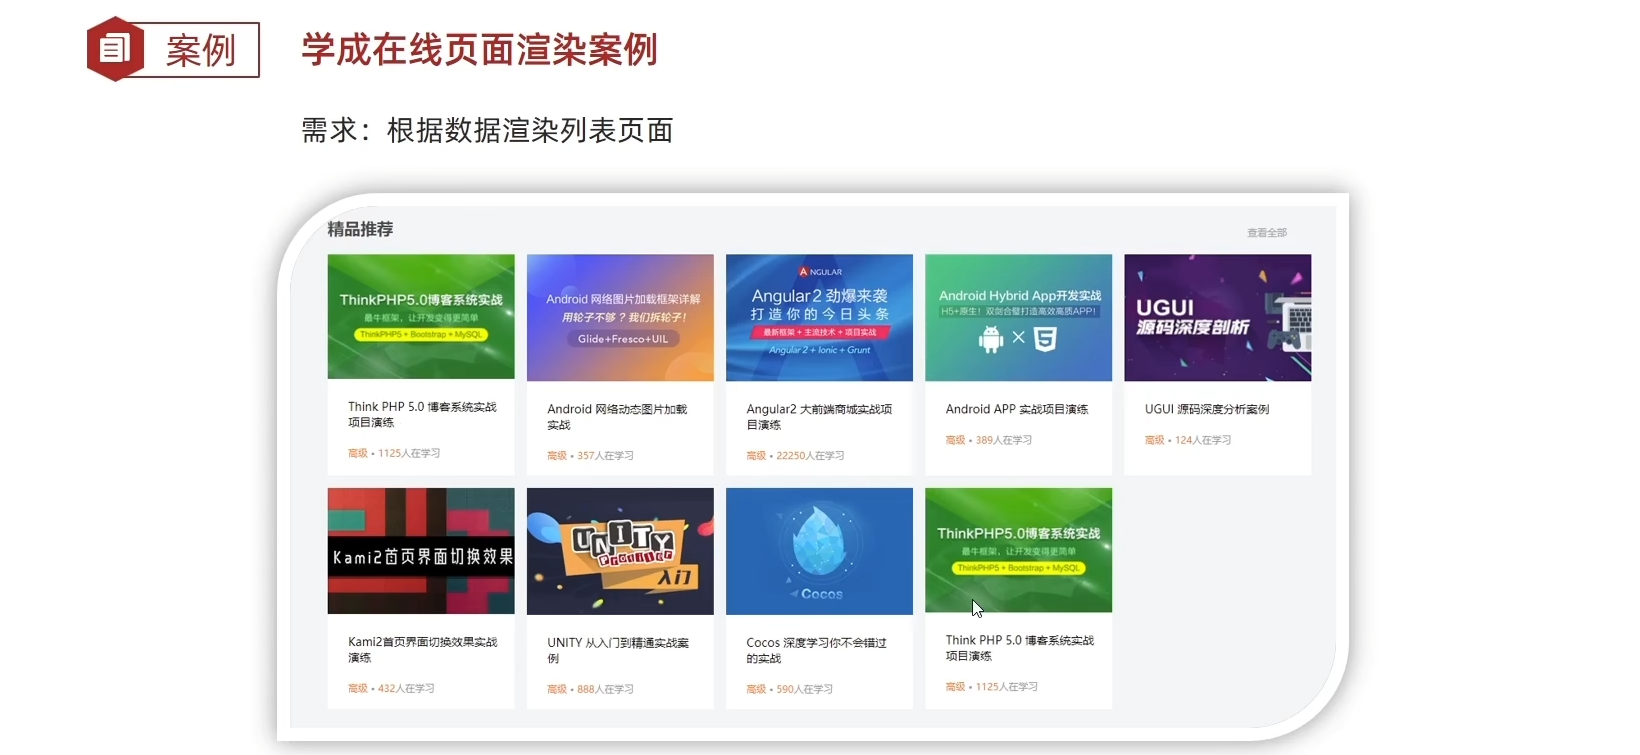 案例
学成在线页面渲染案例
需求：根据数据渲染列表页面
精品推荐
查看全部
ThinkPHP5.0博客系统实战
最牛框架，让开发变得更简单
ThinkPHP5 + Bootstrap + MySQL
Think PHP 5.0 博客系统实战
项目演练
高级 • 1125人在学习
Android 网络图片加载框架详解
用轮子不够？我们拆轮子！
Glide+Fresco+UIL
Android 网络动态图片加载
实战
高级 • 357人在学习
ANGULAR
Angular2 劲爆来袭
打造你的今日头条
最新框架 + 主流技术 + 项目实战
Angular 2 + Ionic + Grunt
Angular2 大前端商城实战项
目演练
高级 • 22250人在学习
Android Hybrid App开发实战
H5+原生！双剑合璧打造高效高质APP！
Android APP 实战项目演练
高级 • 389人在学习
UGUI
源码深度剖析
UGUI 源码深度分析案例
高级 • 124人在学习
Kami2首页界面切换效果
Kami2首页界面切换效果实战
演练
高级 • 432人在学习
UNITY
入门
UNITY 从入门到精通实战案
例
高级 • 888人在学习
Cocos
Cocos 深度学习你不会错过
的实战
高级 • 590人在学习
ThinkPHP5.0博客系统实战
最牛框架，让开发变得更简单
ThinkPHP5 + Bootstrap + MySQL
Think PHP 5.0 博客系统实战
项目演练
高级 • 1125人在学习